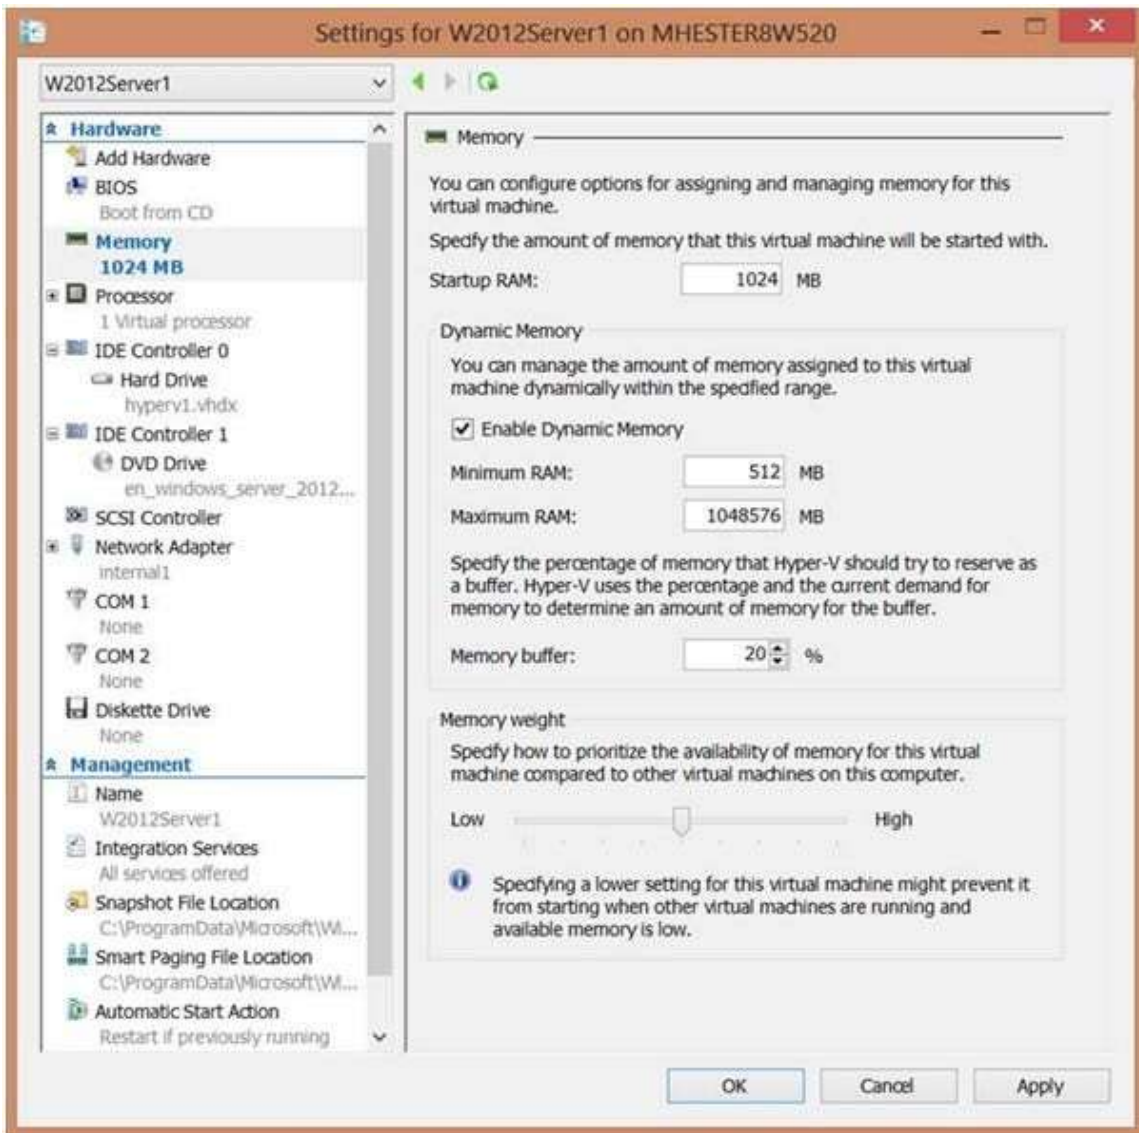 Settings for W2012Server1 on MHESTER8W520
W2012Server1
Hardware
Add Hardware
BIOS
Boot from CD
Memory
1024 MB
Processor
1 Virtual processor
IDE Controller 0
Hard Drive
hyperv1.vhdx
IDE Controller 1
DVD Drive
en_windows_server_2012...
SCSI Controller
Network Adapter
internal1
COM 1
None
COM 2
None
Diskette Drive
None
Management
Name
W2012Server1
Integration Services
All services offered
Snapshot File Location
C:\ProgramData\Microsoft\Wi...
Smart Paging File Location
C:\ProgramData\Microsoft\Wi...
Automatic Start Action
Restart if previously running
Memory
You can configure options for assigning and managing memory for this
virtual machine.
Specify the amount of memory that this virtual machine will be started with.
Startup RAM: 1024 MB
Dynamic Memory
You can manage the amount of memory assigned to this virtual
machine dynamically within the specified range.
Enable Dynamic Memory
Minimum RAM: 512 MB
Maximum RAM: 1048576 MB
Specify the percentage of memory that Hyper-V should try to reserve as
a buffer. Hyper-V uses the percentage and the current demand for
memory to determine an amount of memory for the buffer.
Memory buffer: 20 %
Memory weight
Specify how to prioritize the availability of memory for this virtual
machine compared to other virtual machines on this computer.
Low High
Specifying a lower setting for this virtual machine might prevent it
from starting when other virtual machines are running and
available memory is low.
OK Cancel Apply